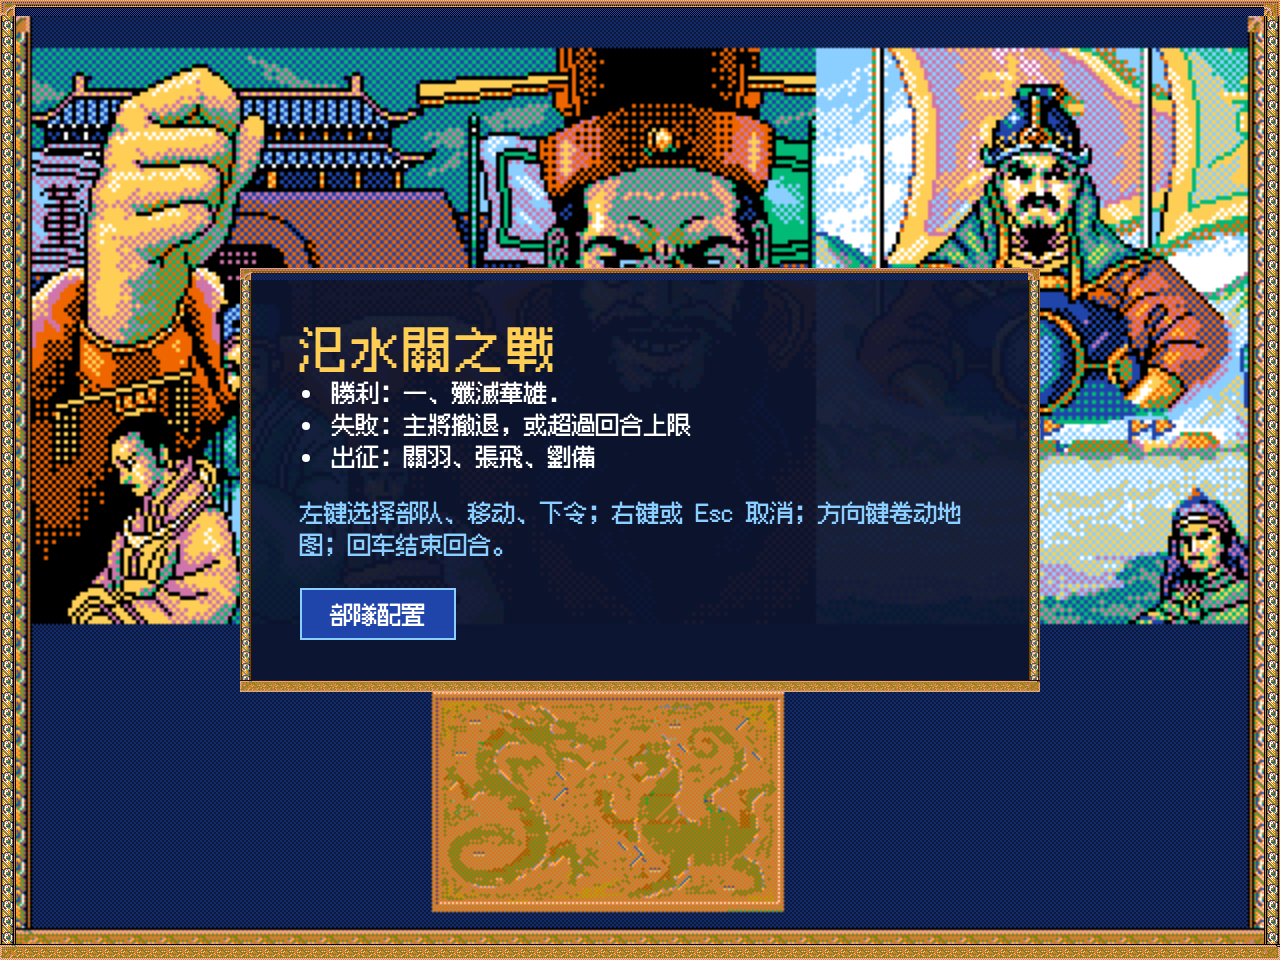 董
汜水關之戰
勝利：一、殲滅華雄.
失敗：主將撤退，或超過回合上限
出征：關羽、張飛、劉備
左键选择部队、移动、下令；右键或 Esc 取消；方向键卷动地
图；回车结束回合。
部隊配置